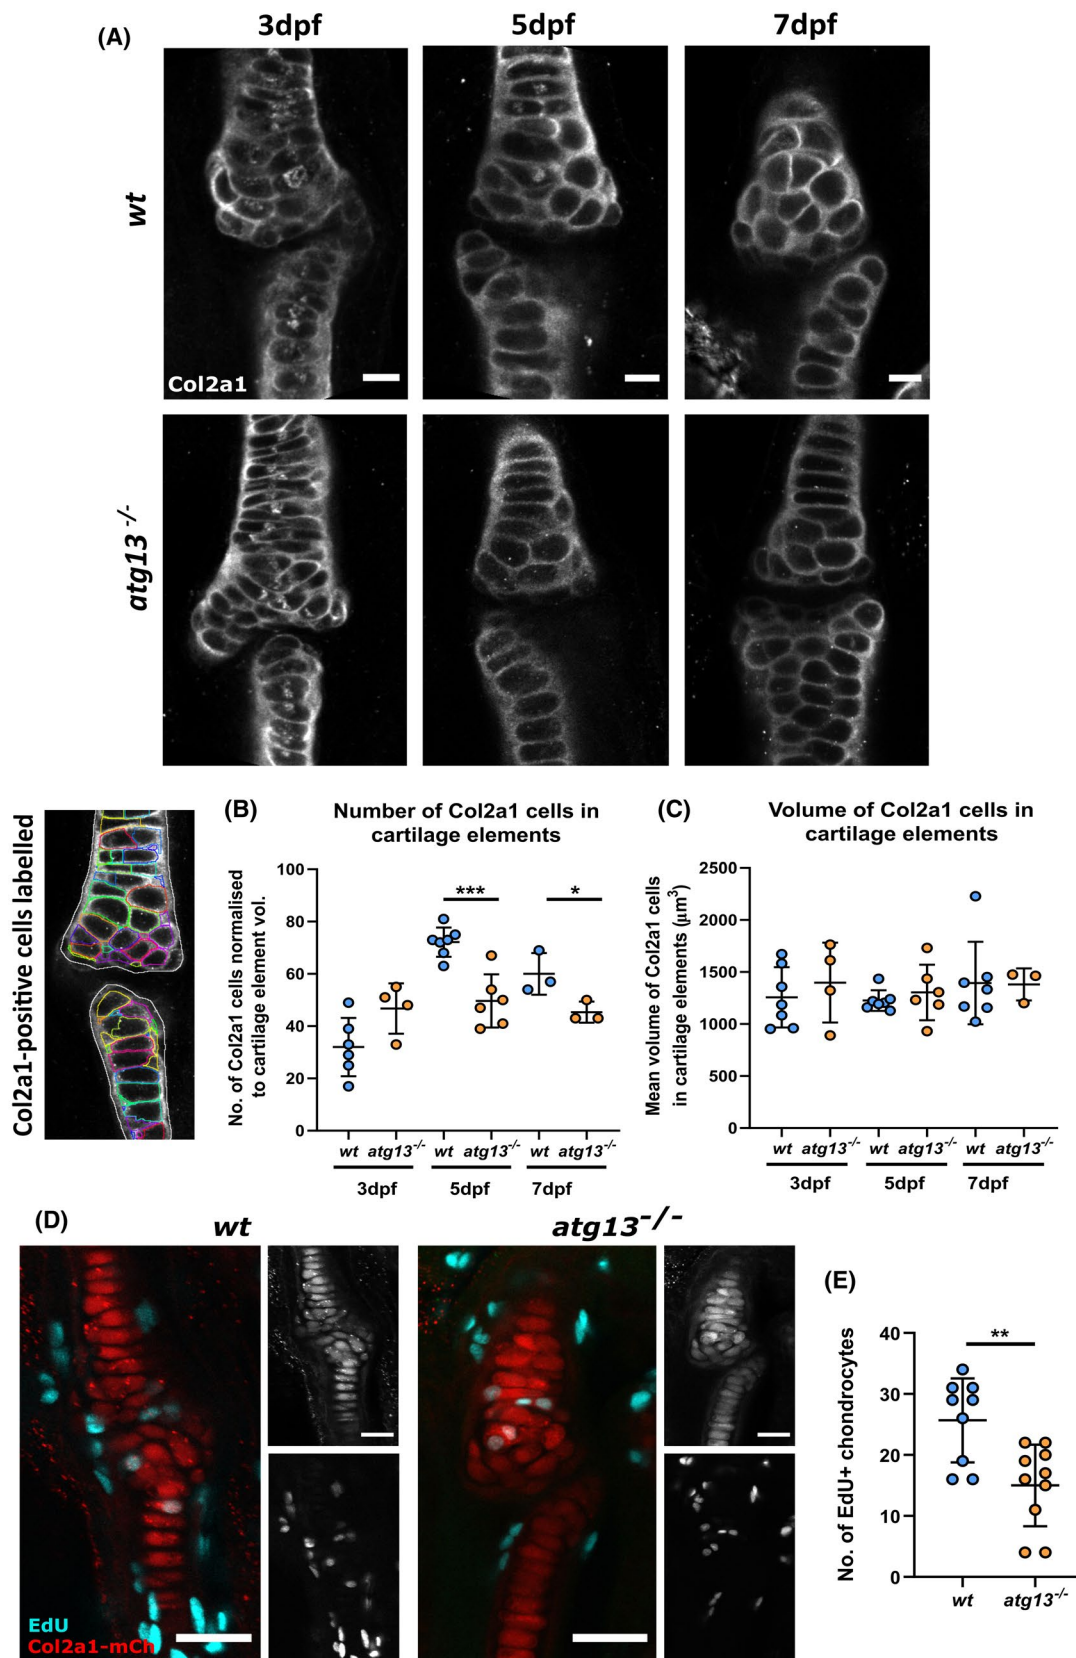 (A)
3dpf
5dpf
7dpf
wt
Col2a1
atg13-/-
Col2a1-positive cells labelled
(B)
Number of Col2a1 cells in
cartilage elements
No. of Col2a1 cells normalised
to cartilage element vol.
100
80
60
40
20
0
***
*
wt
atg13-/-
wt
atg13-/-
wt
atg13-/-
3dpf
5dpf
7dpf
(C)
Volume of Col2a1 cells in
cartilage elements
Mean volume of Col2a1 cells
in cartilage elements (μm3)
2500
2000
1500
1000
500
0
wt
atg13-/-
wt
atg13-/-
wt
atg13-/-
3dpf
5dpf
7dpf
(D)
wt
atg13-/-
EdU
Col2a1-mCh
(E)
No. of EdU+ chondrocytes
40
30
20
10
0
**
wt
atg13-/-